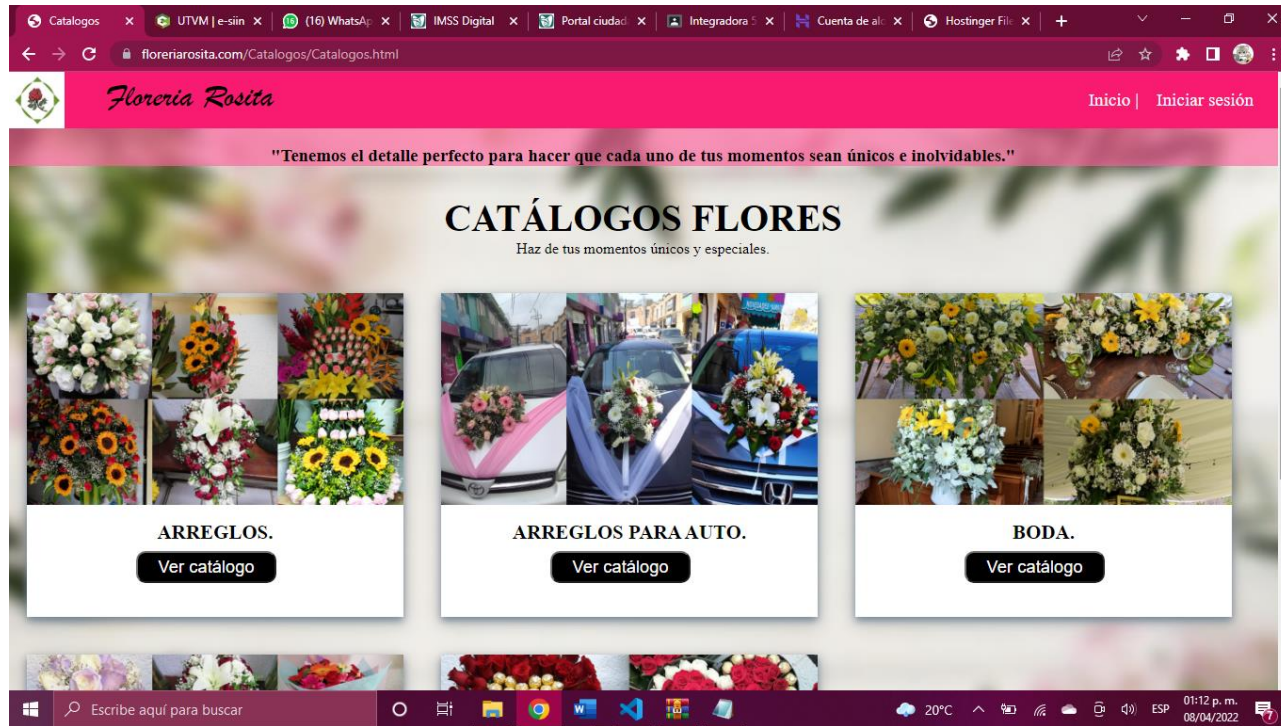 Catalogos
UTVM | e-siin
(16) WhatsAp
IMSS Digital
Portal ciudad
Integradora 5
Cuenta de alo
Hostinger File
floreriarosita.com/Catalogos/Catalogos.html
Floreria Rosita
Inicio | Iniciar sesión
"Tenemos el detalle perfecto para hacer que cada uno de tus momentos sean únicos e inolvidables."
CATÁLOGOS FLORES
Haz de tus momentos únicos y especiales.
ARREGLOS.
ARREGLOS PARA AUTO.
BODA.
Ver catálogo
Ver catálogo
Ver catálogo
Escribe aquí para buscar
20°C
ESP
01:12 p. m.
08/04/2022